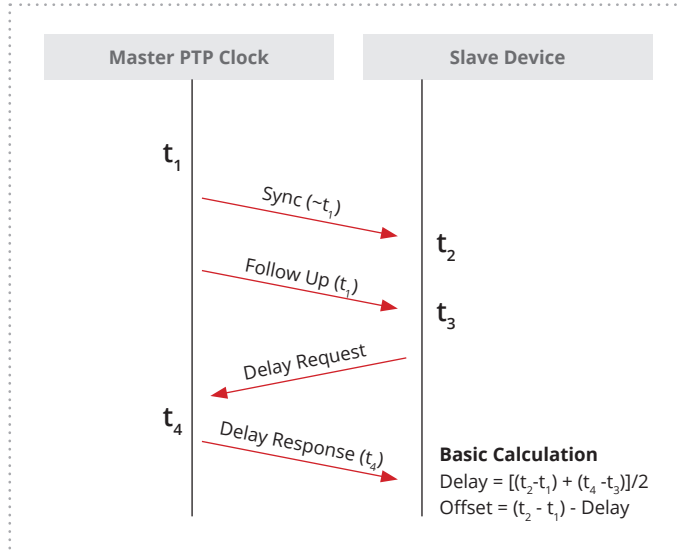 Master PTP Clock
Slave Device
t₁
Sync (~t₁)
t₂
Follow Up (t₁)
t₃
Delay Request
t₄
Delay Response (t₄)
Basic Calculation
Delay = [(t₂-t₁) + (t₄ -t₃)]/2
Offset = (t₂ - t₁) - Delay